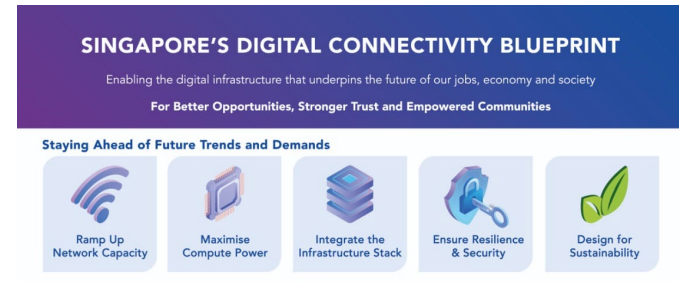 SINGAPORE'S DIGITAL CONNECTIVITY BLUEPRINT
Enabling the digital infrastructure that underpins the future of our jobs, economy and society
For Better Opportunities, Stronger Trust and Empowered Communities
Staying Ahead of Future Trends and Demands
Ramp Up
Network Capacity
Maximise
Compute Power
Integrate the
Infrastructure Stack
Ensure Resilience
& Security
Design for
Sustainability